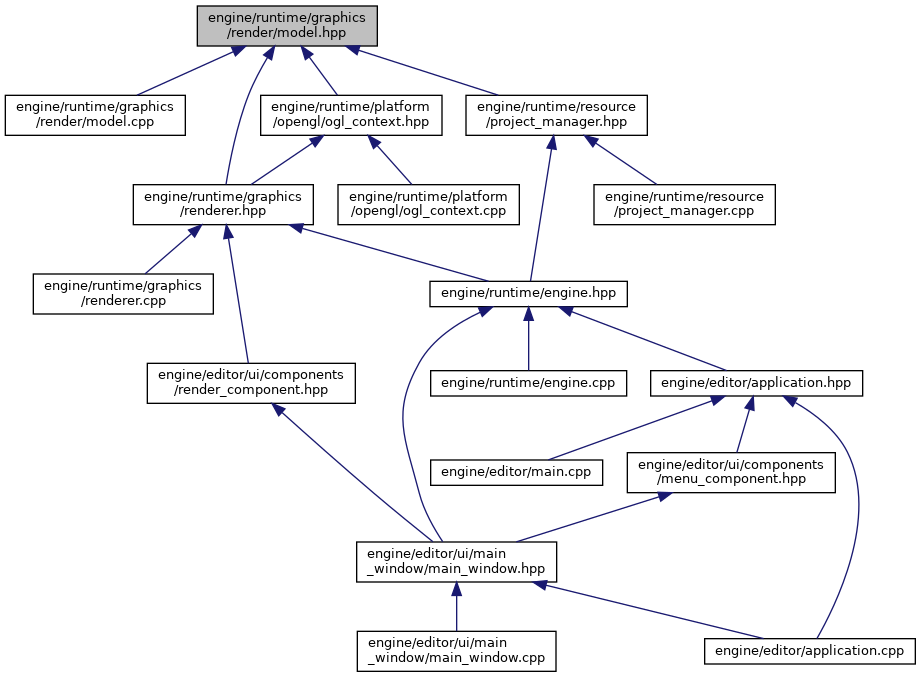 engine/runtime/graphics
/render/model.hpp
engine/runtime/graphics
/render/model.cpp
engine/runtime/platform
/opengl/ogl_context.hpp
engine/runtime/resource
/project_manager.hpp
engine/runtime/graphics
/renderer.hpp
engine/runtime/platform
/opengl/ogl_context.cpp
engine/runtime/resource
/project_manager.cpp
engine/runtime/graphics
/renderer.cpp
engine/runtime/engine.hpp
engine/editor/ui/components
/render_component.hpp
engine/runtime/engine.cpp
engine/editor/application.hpp
engine/editor/main.cpp
engine/editor/ui/components
/menu_component.hpp
engine/editor/ui/main
_window/main_window.hpp
engine/editor/ui/main
_window/main_window.cpp
engine/editor/application.cpp